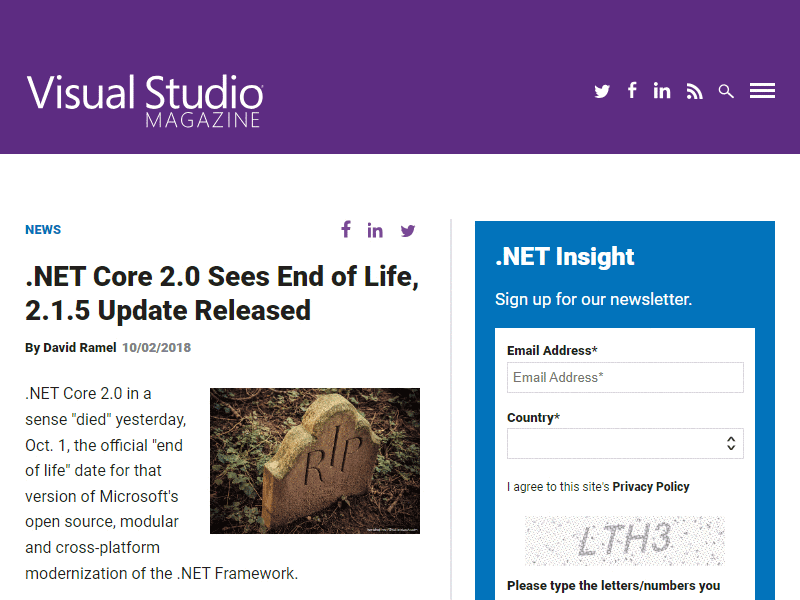 Visual Studio
MAGAZINE
NEWS
.NET Core 2.0 Sees End of Life,
2.1.5 Update Released
By David Ramel 10/02/2018
.NET Core 2.0 in a
sense "died" yesterday,
Oct. 1, the official "end
of life" date for that
version of Microsoft's
open source, modular
and cross-platform
modernization of the .NET Framework.
RIP
.NET Insight
Sign up for our newsletter.
Email Address*
Email Address*
Country*
I agree to this site's Privacy Policy
LTH3
Please type the letters/numbers you